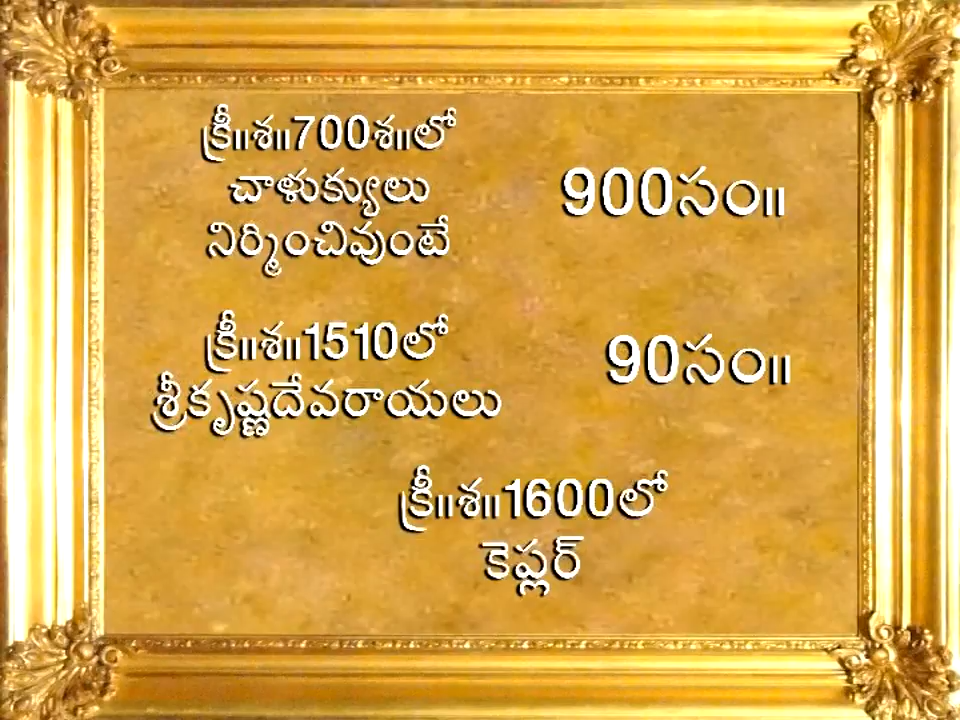 క్రీ॥శ॥700శ॥లో
చాళుక్యులు
నిర్మించివుంటే
900సం॥
క్రీ॥శ॥1510లో
శ్రీకృష్ణదేవరాయలు
90సం॥
క్రీ॥శ॥1600లో
కెప్లర్